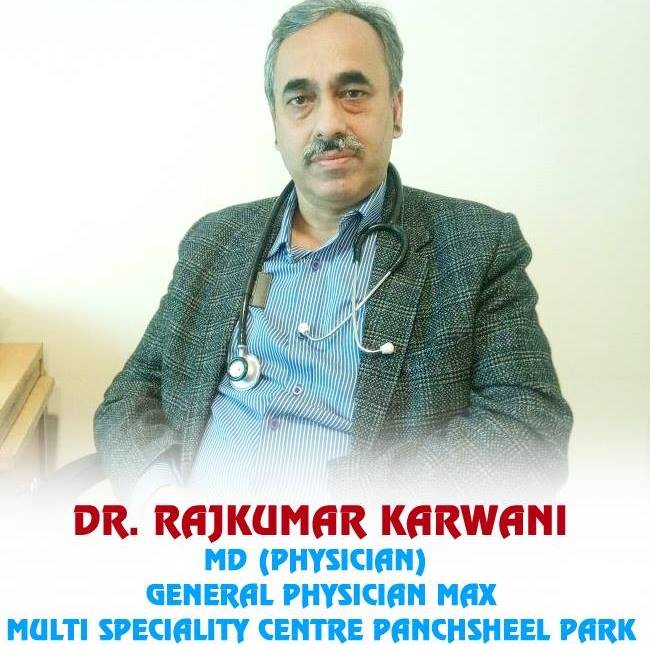 DR. RAJKUMAR KARWANI
MD (PHYSICIAN)
GENERAL PHYSICIAN MAX
MULTI SPECIALITY CENTRE PANCHSHEEL PARK